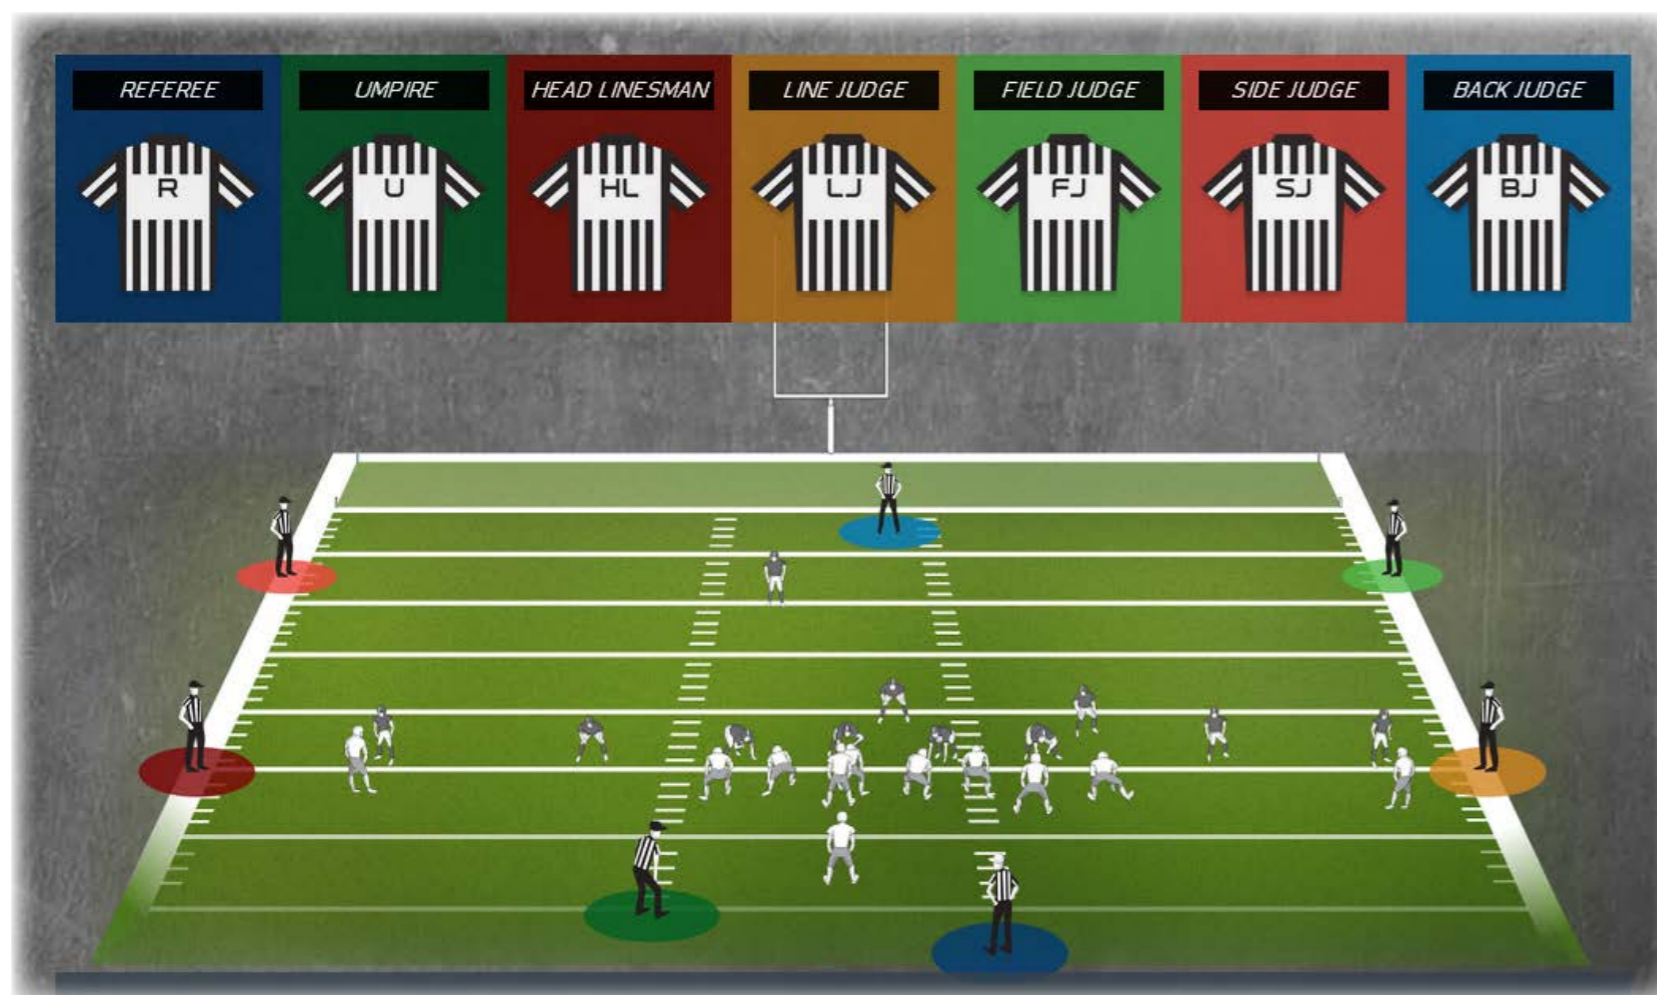 REFEREE
UMPIRE
HEAD LINESMAN
LINE JUDGE
FIELD JUDGE
SIDE JUDGE
BACK JUDGE
R
U
HL
LJ
FJ
SJ
BJ